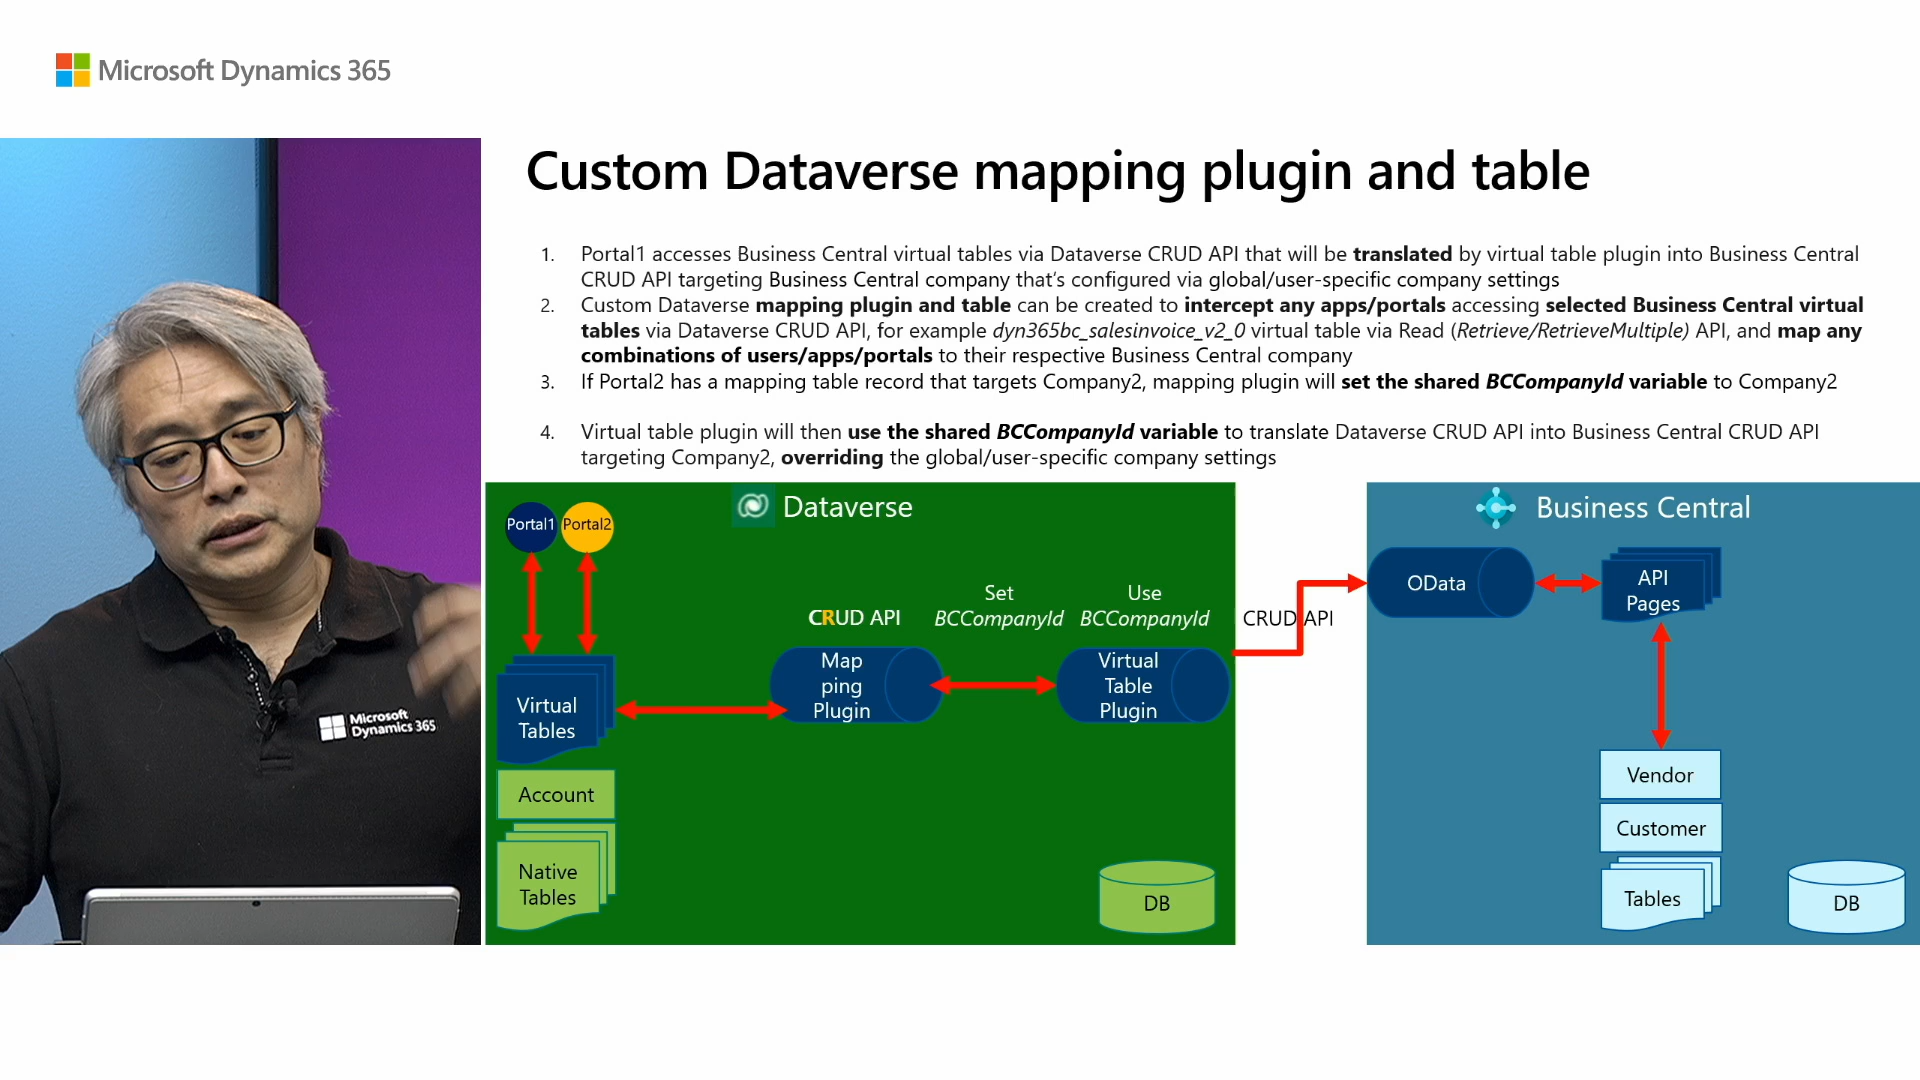 Microsoft Dynamics 365
Custom Dataverse mapping plugin and table
1. Portal1 accesses Business Central virtual tables via Dataverse CRUD API that will be translated by virtual table plugin into Business Central
CRUD API targeting Business Central company that's configured via global/user-specific company settings
2. Custom Dataverse mapping plugin and table can be created to intercept any apps/portals accessing selected Business Central virtual
tables via Dataverse CRUD API, for example dyn365bc_salesinvoice_v2_0 virtual table via Read (Retrieve/RetrieveMultiple) API, and map any
combinations of users/apps/portals to their respective Business Central company
3. If Portal2 has a mapping table record that targets Company2, mapping plugin will set the shared BCCompanyId variable to Company2
4. Virtual table plugin will then use the shared BCCompanyId variable to translate Dataverse CRUD API into Business Central CRUD API
targeting Company2, overriding the global/user-specific company settings
Dataverse
Business Central
Portal1
Portal2
CRUD API
Set
BCCompanyId
Use
BCCompanyId
CRUD API
OData
API
Pages
Virtual
Tables
Map
ping
Plugin
Virtual
Table
Plugin
Account
Native
Tables
DB
Vendor
Customer
Tables
DB
Microsoft
Dynamics 365